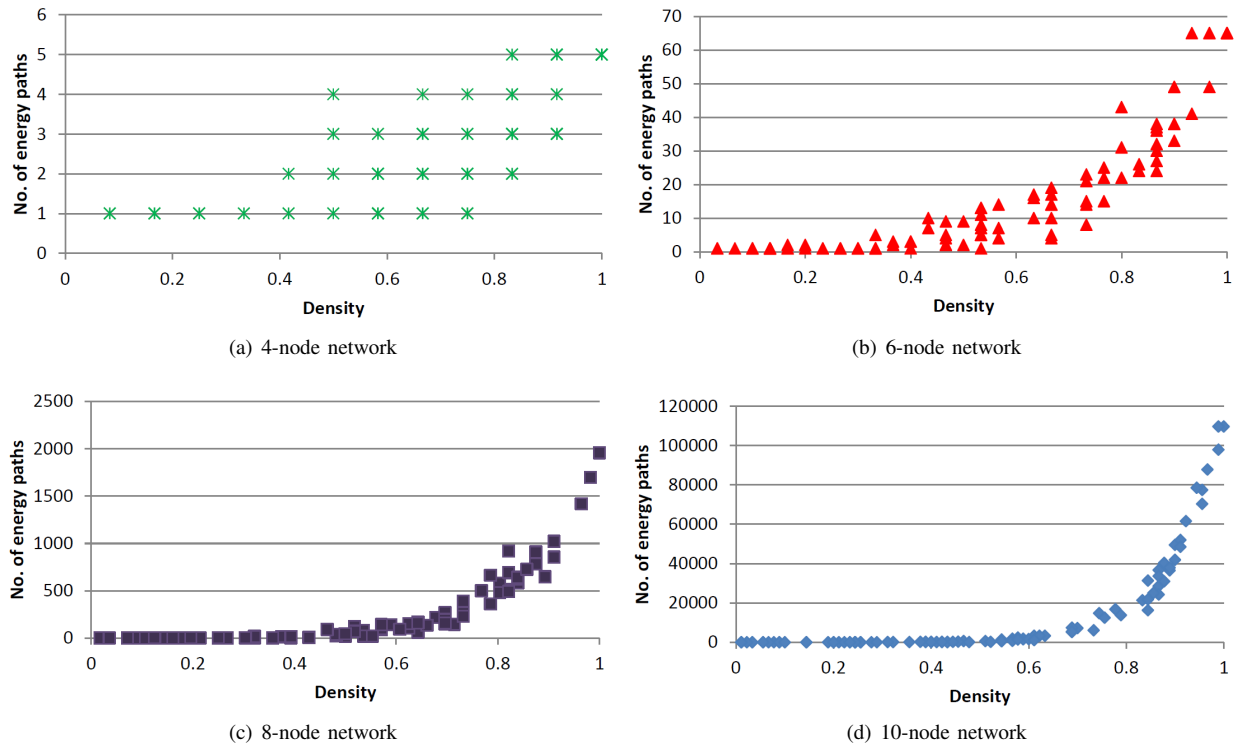 No. of energy paths
6
5
4
3
2
1
0
0 0.2 0.4 0.6 0.8 1
Density
(a) 4-node network
No. of energy paths
70
60
50
40
30
20
10
0
0 0.2 0.4 0.6 0.8 1
Density
(b) 6-node network
No. of energy paths
2500
2000
1500
1000
500
0
0 0.2 0.4 0.6 0.8 1
Density
(c) 8-node network
No. of energy paths
120000
100000
80000
60000
40000
20000
0
0 0.2 0.4 0.6 0.8 1
Density
(d) 10-node network